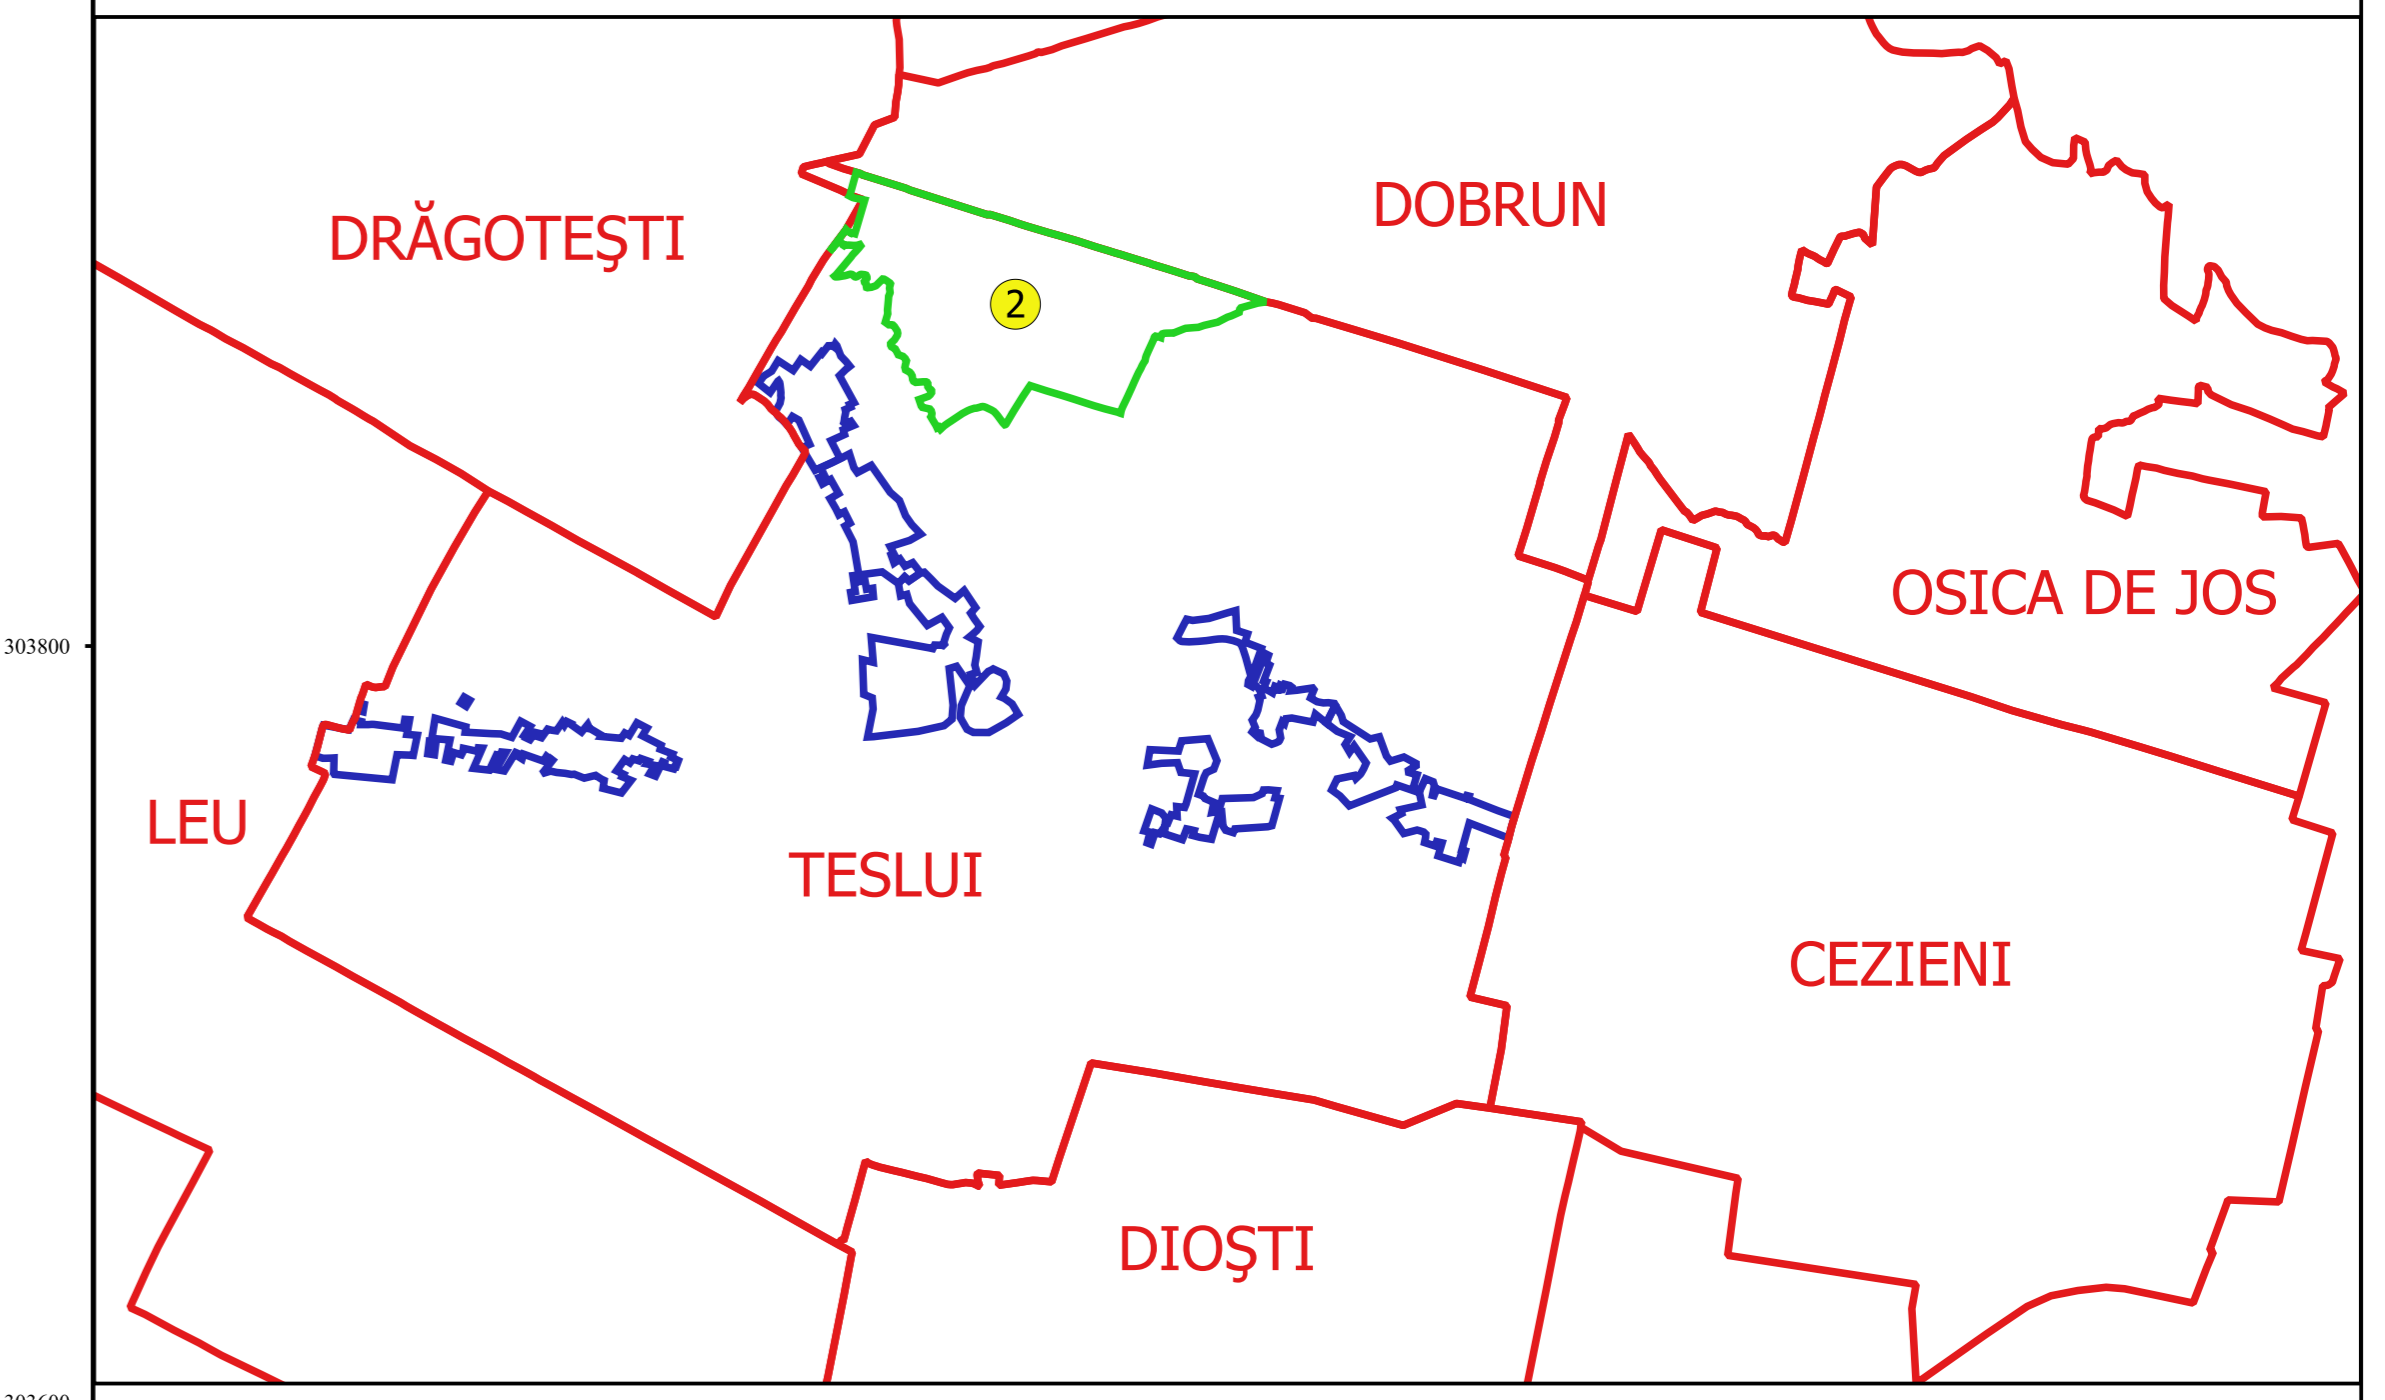 DOBRUN
DRĂGOTEŞTI
2
OSICA DE JOS
303800
LEU
TESLUI
CEZIENI
DIOŞTI